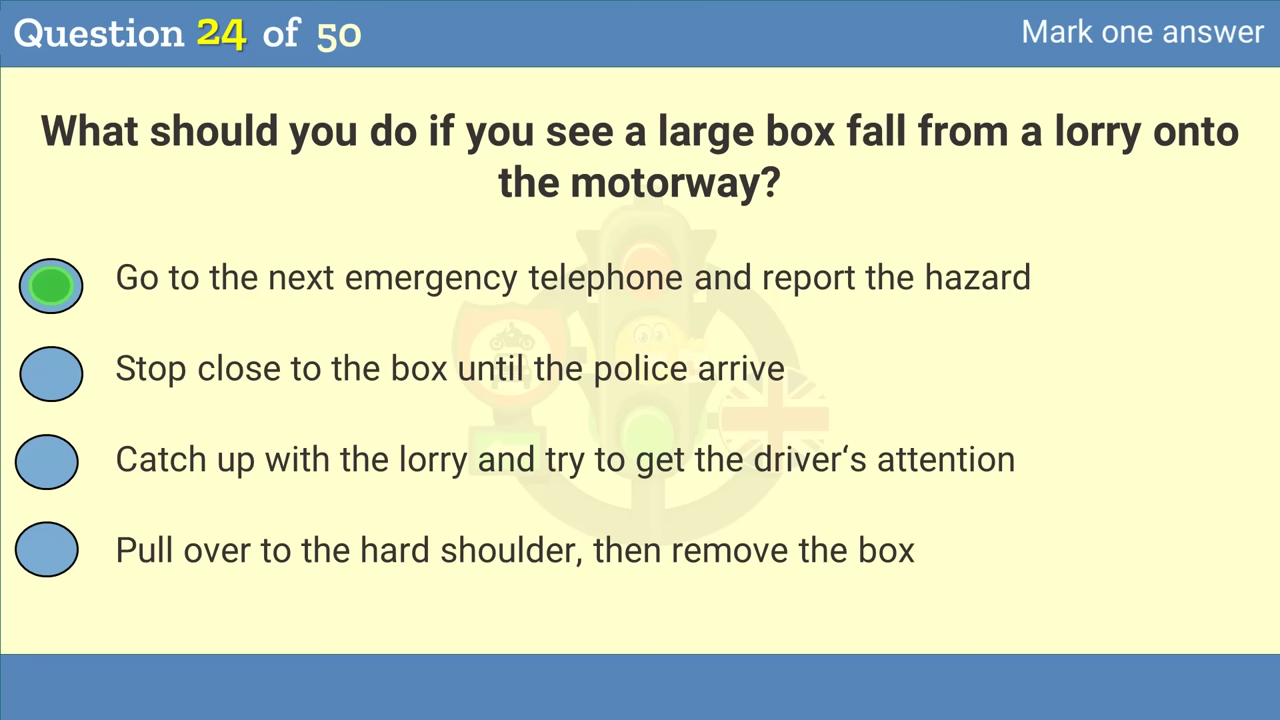 Question 24 of 50
Mark one answer
What should you do if you see a large box fall from a lorry onto
the motorway?
Go to the next emergency telephone and report the hazard
Stop close to the box until the police arrive
Catch up with the lorry and try to get the driver‘s attention
Pull over to the hard shoulder, then remove the box